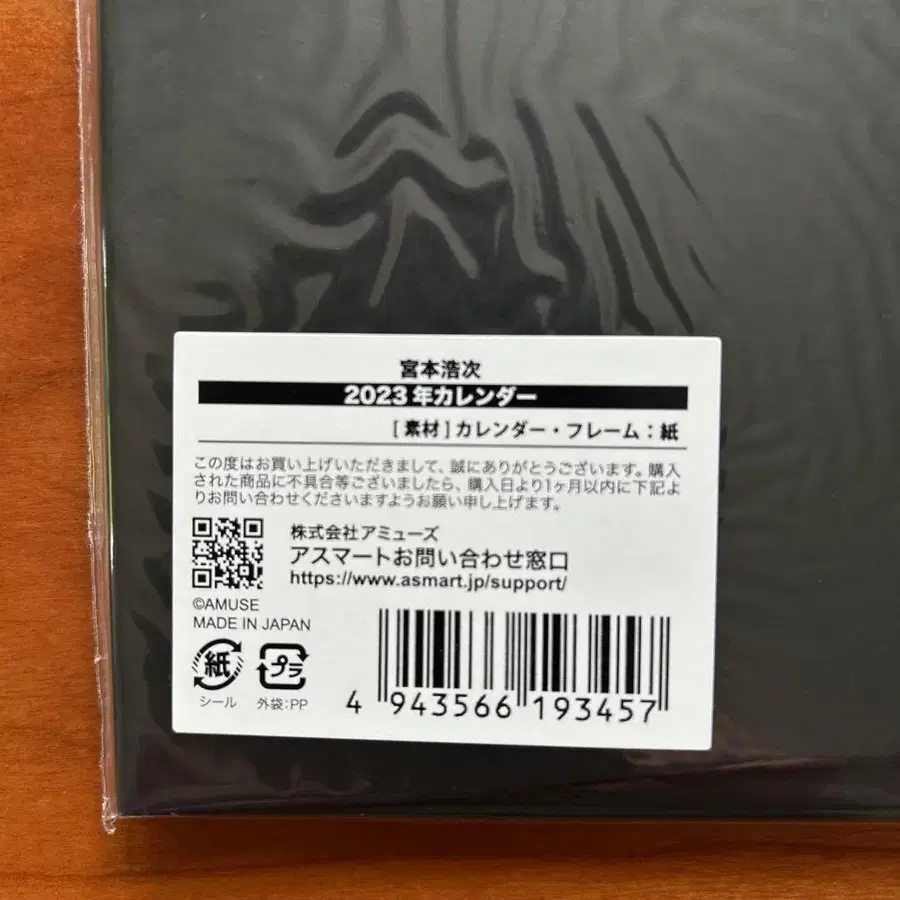 宮本浩次
2023年カレンダー
[素材]カレンダー・フレーム：紙
この度はお買い上げいただきまして、誠にありがとうございます。購入
された商品に不具合等ございましたら、購入日より1ヶ月以内に下記よ
りお問い合わせくださいますようお願い申し上げます。
株式会社アミューズ
アスマートお問い合わせ窓口
https://www.asmart.jp/support/
©AMUSE
MADE IN JAPAN
紙
プラ
シール
外袋:PP
4 943566 193457